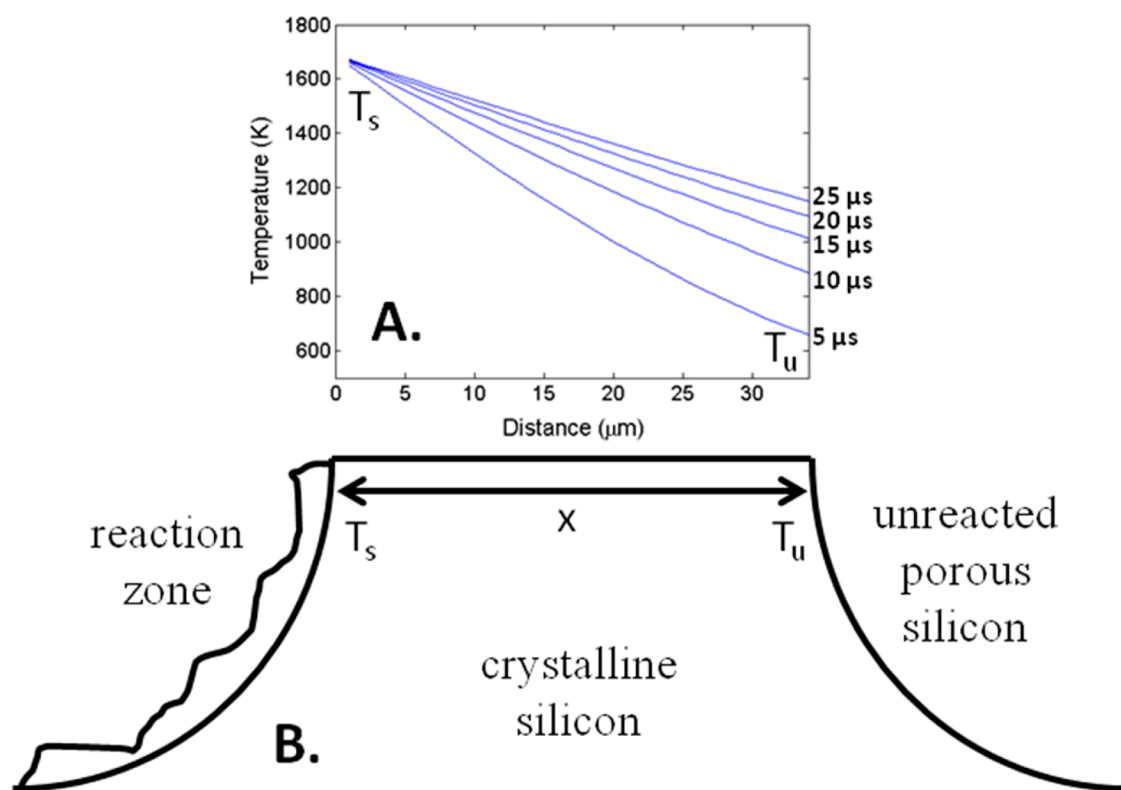 1800
1600
1400
1200
1000
800
600
Temperature (K)
Ts
Tu
25 μs
20 μs
15 μs
10 μs
5 μs
A.
0 5 10 15 20 25 30
Distance (μm)
reaction
zone
Ts
x
Tu
unreacted
porous
silicon
crystalline
silicon
B.